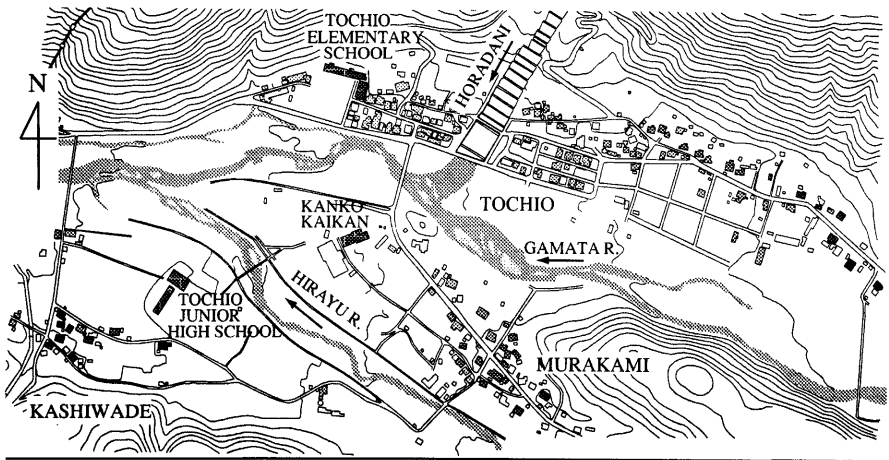 TOCHIO
ELEMENTARY
SCHOOL
HORADANI
N
KANKO
KAIKAN
TOCHIO
GAMATA R.
TOCHIO
JUNIOR
HIGH SCHOOL
HIRAYU R.
MURAKAMI
KASHIWADE